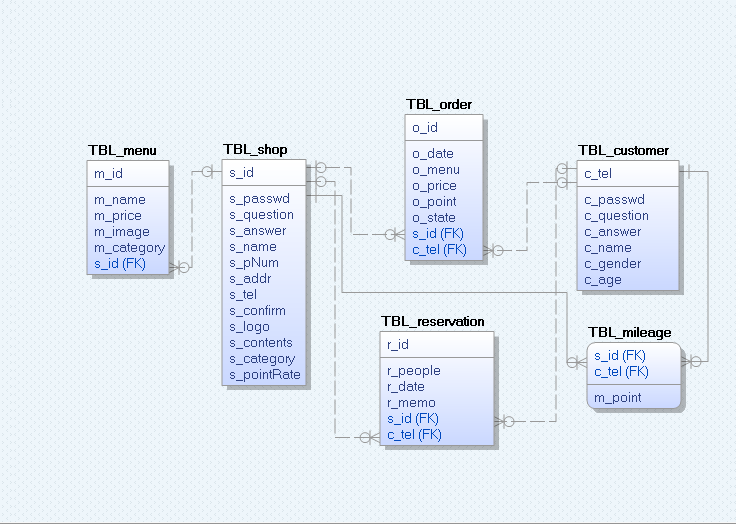 TBL_menu
m_id
m_name
m_price
m_image
m_category
s_id (FK)
TBL_shop
s_id
s_passwd
s_question
s_answer
s_name
s_pNum
s_addr
s_tel
s_confirm
s_logo
s_contents
s_category
s_pointRate
TBL_order
o_id
o_date
o_menu
o_price
o_point
o_state
s_id (FK)
c_tel (FK)
TBL_reservation
r_id
r_people
r_date
r_memo
s_id (FK)
c_tel (FK)
TBL_customer
c_tel
c_passwd
c_question
c_answer
c_name
c_gender
c_age
TBL_mileage
s_id (FK)
c_tel (FK)
m_point